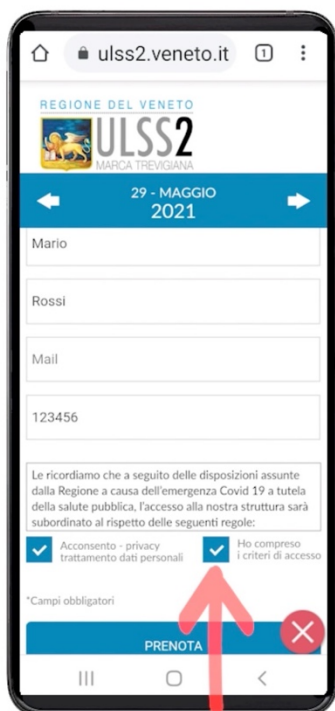 ulss2.veneto.it
1
REGIONE DEL VENETO
ULSS2
MARCA TREVIGIANA
29 - MAGGIO
2021
Mario
Rossi
Mail
123456
Le ricordiamo che a seguito delle disposizioni assunte
dalla Regione a causa dell'emergenza Covid 19 a tutela
della salute pubblica, l'accesso alla nostra struttura sarà
subordinato al rispetto delle seguenti regole:
Acconsento - privacy
trattamento dati personali
Ho compreso
i criteri di accesso
*Campi obbligatori
PRENOTA